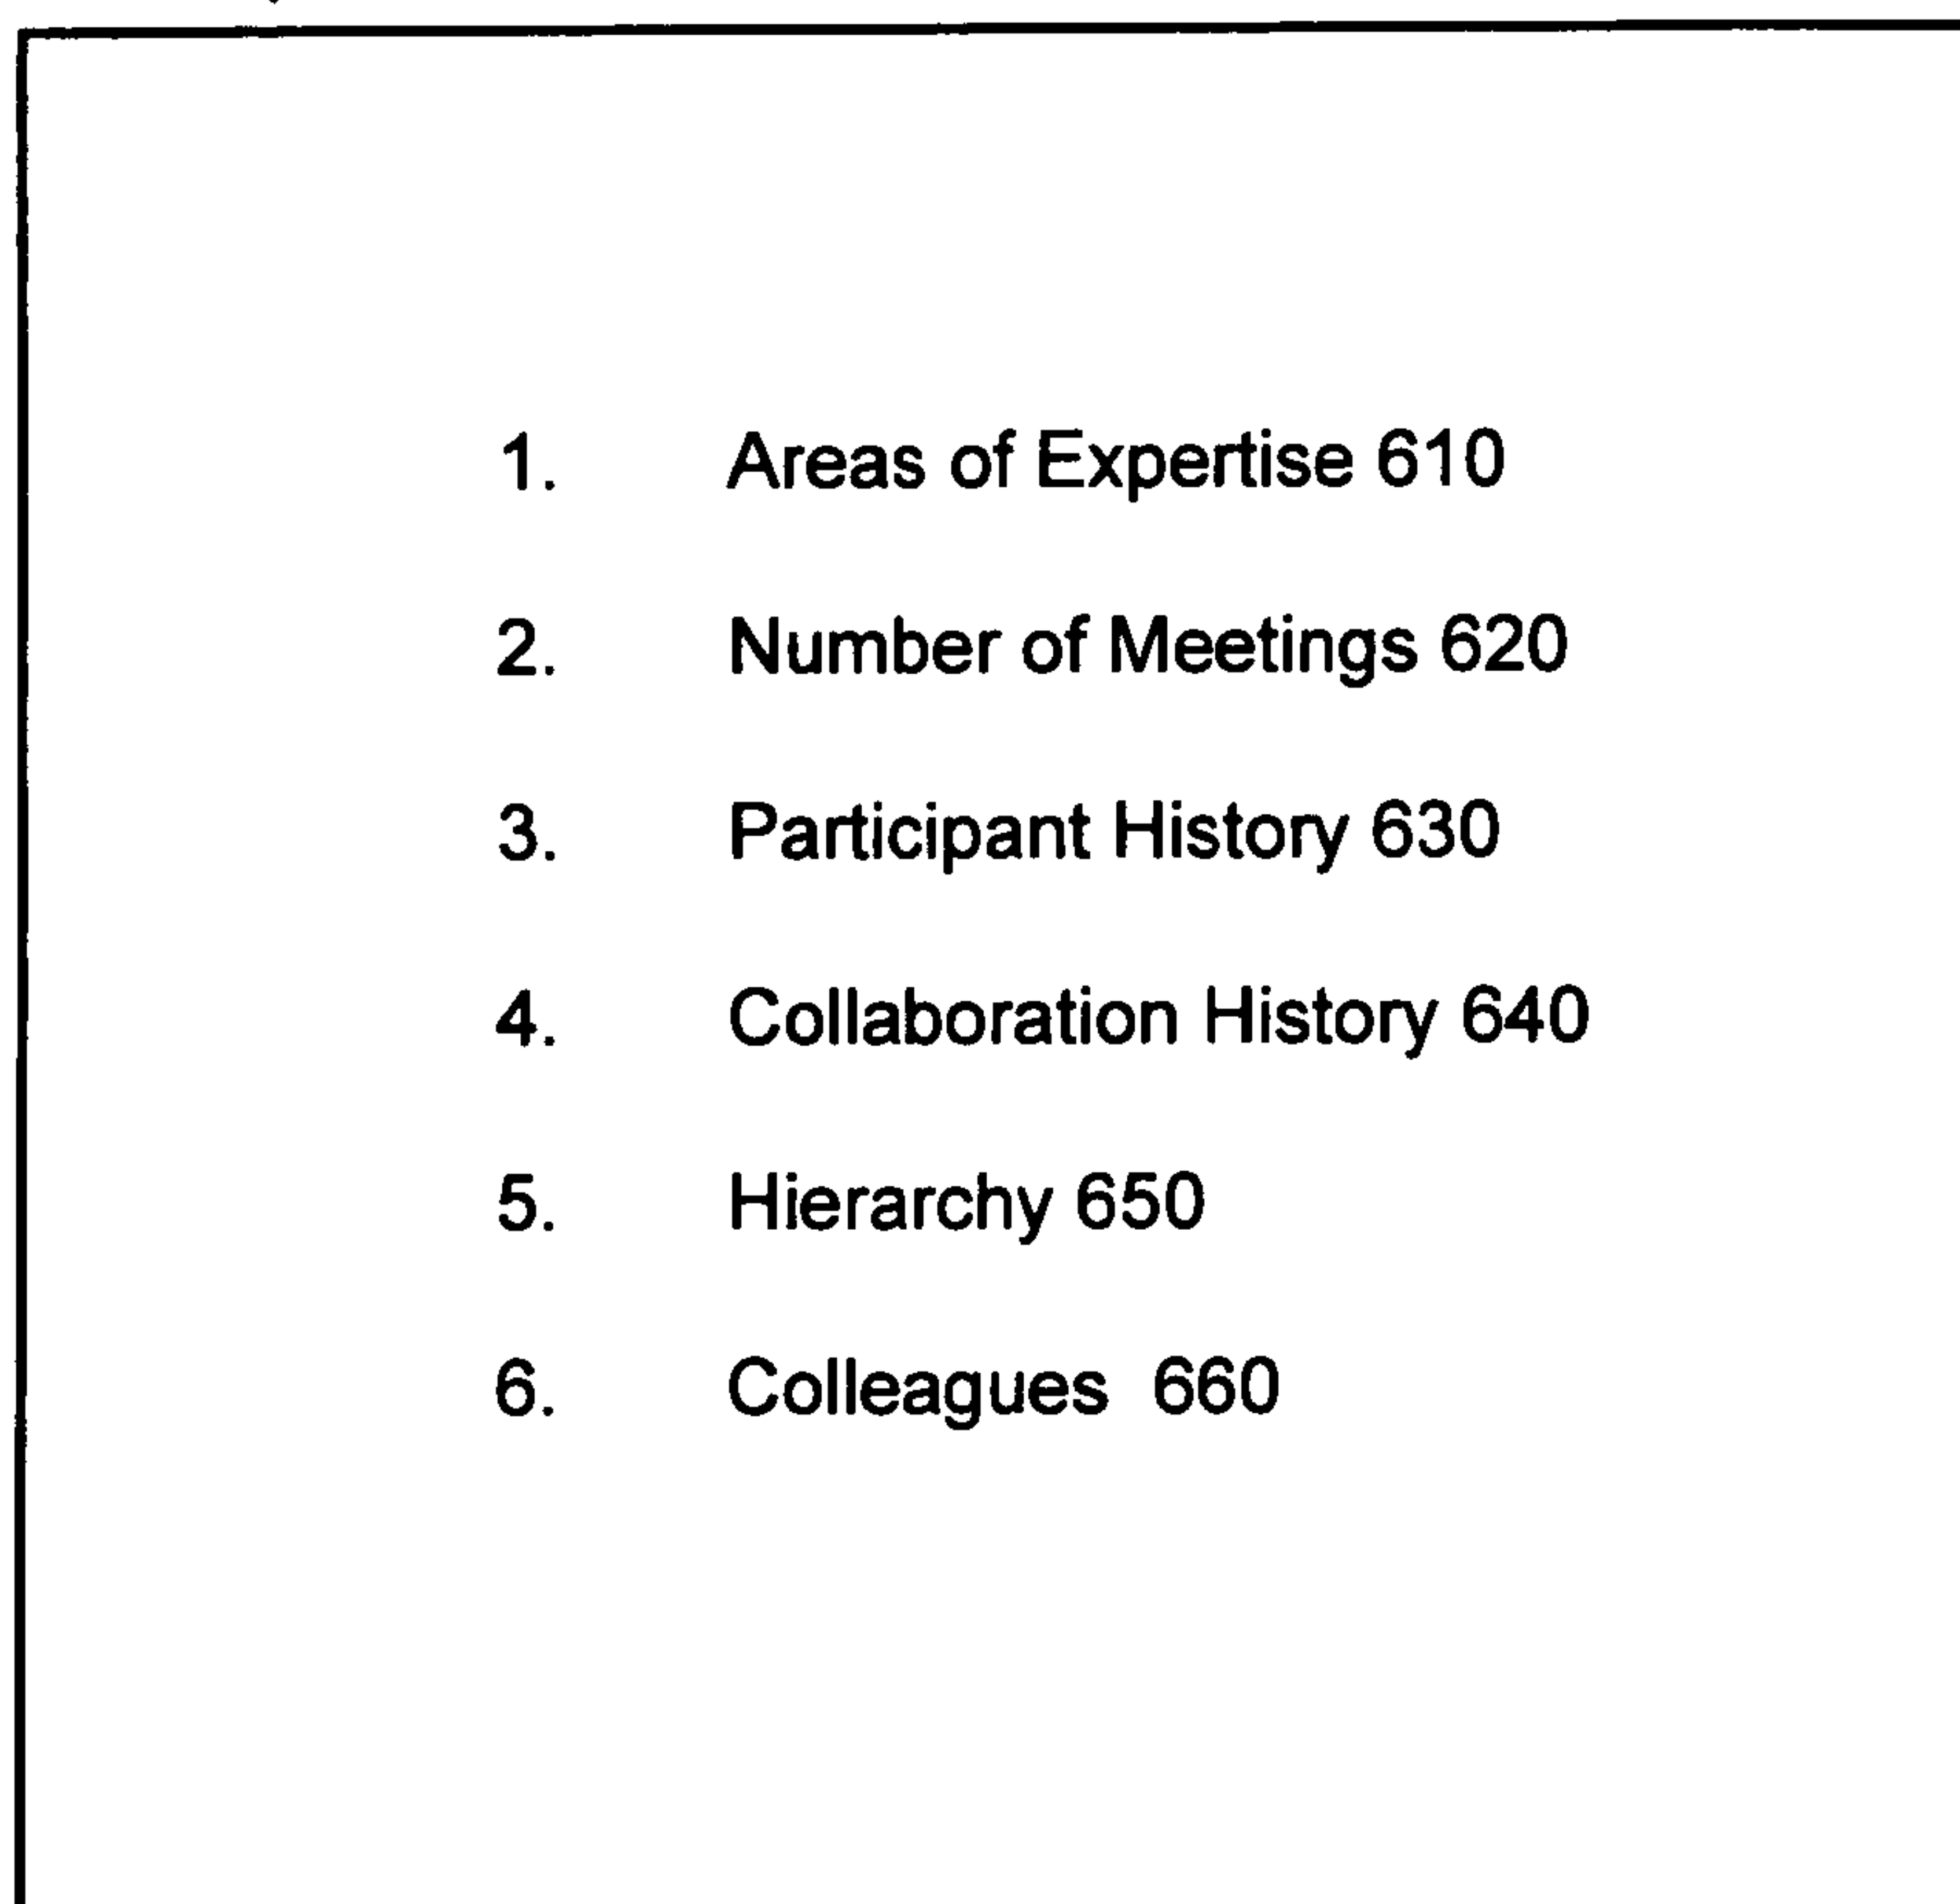 1. Areas of Expertise 610
2. Number of Meetings 620
3. Participant History 630
4. Collaboration History 640
5. Hierarchy 650
6. Colleagues 660